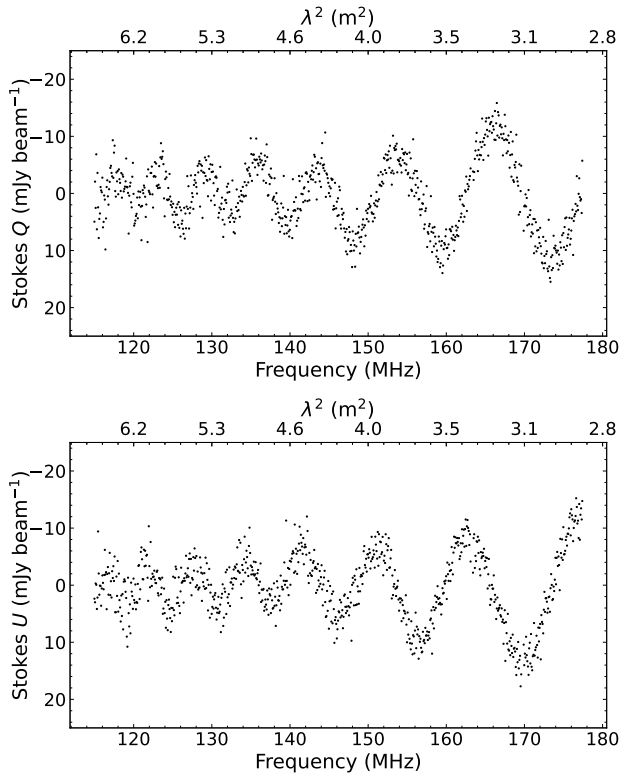 λ² (m²)
6.2 5.3 4.6 4.0 3.5 3.1 2.8
−20
−10
0
10
20
Stokes Q (mJy beam⁻¹)
120 130 140 150 160 170 180
Frequency (MHz)
λ² (m²)
6.2 5.3 4.6 4.0 3.5 3.1 2.8
−20
−10
0
10
20
Stokes U (mJy beam⁻¹)
120 130 140 150 160 170 180
Frequency (MHz)